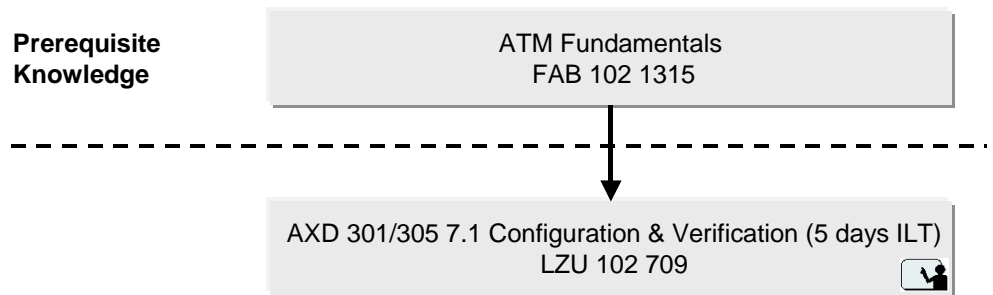 Prerequisite
Knowledge
ATM Fundamentals
FAB 102 1315
AXD 301/305 7.1 Configuration & Verification (5 days ILT)
LZU 102 709